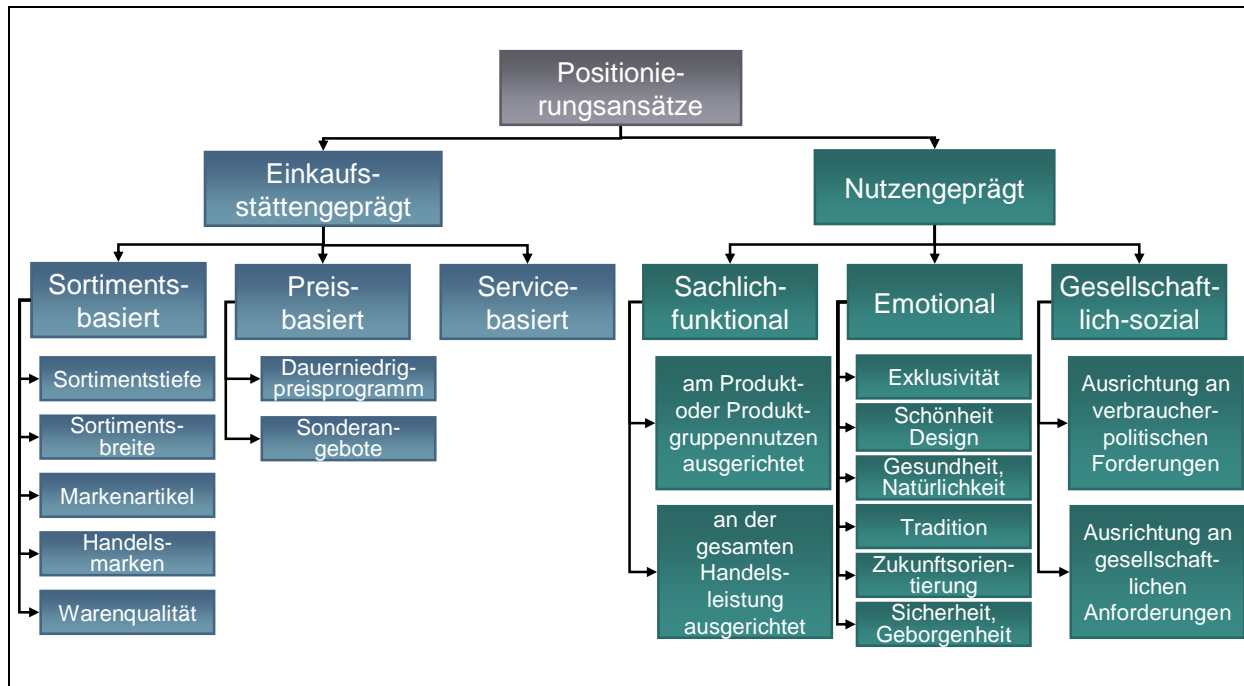 Positionie-
rungsansätze
Einkaufs-
stättengeprägt
Nutzengeprägt
Sortiments-
basiert
Preis-
basiert
Service-
basiert
Sachlich-
funktional
Emotional
Gesellschaft-
lich-sozial
Sortimentstiefe
Sortiments-
breite
Markenartikel
Handels-
marken
Warenqualität
Dauerniedrig-
preisprogramm
Sonderan-
gebote
am Produkt-
oder Produkt-
gruppennutzen
ausgerichtet
an der
gesamten
Handels-
leistung
ausgerichtet
Exklusivität
Schönheit
Design
Gesundheit,
Natürlichkeit
Tradition
Zukunftsorien-
tierung
Sicherheit,
Geborgenheit
Ausrichtung an
verbraucher-
politischen
Forderungen
Ausrichtung an
gesellschaft-
lichen
Anforderungen